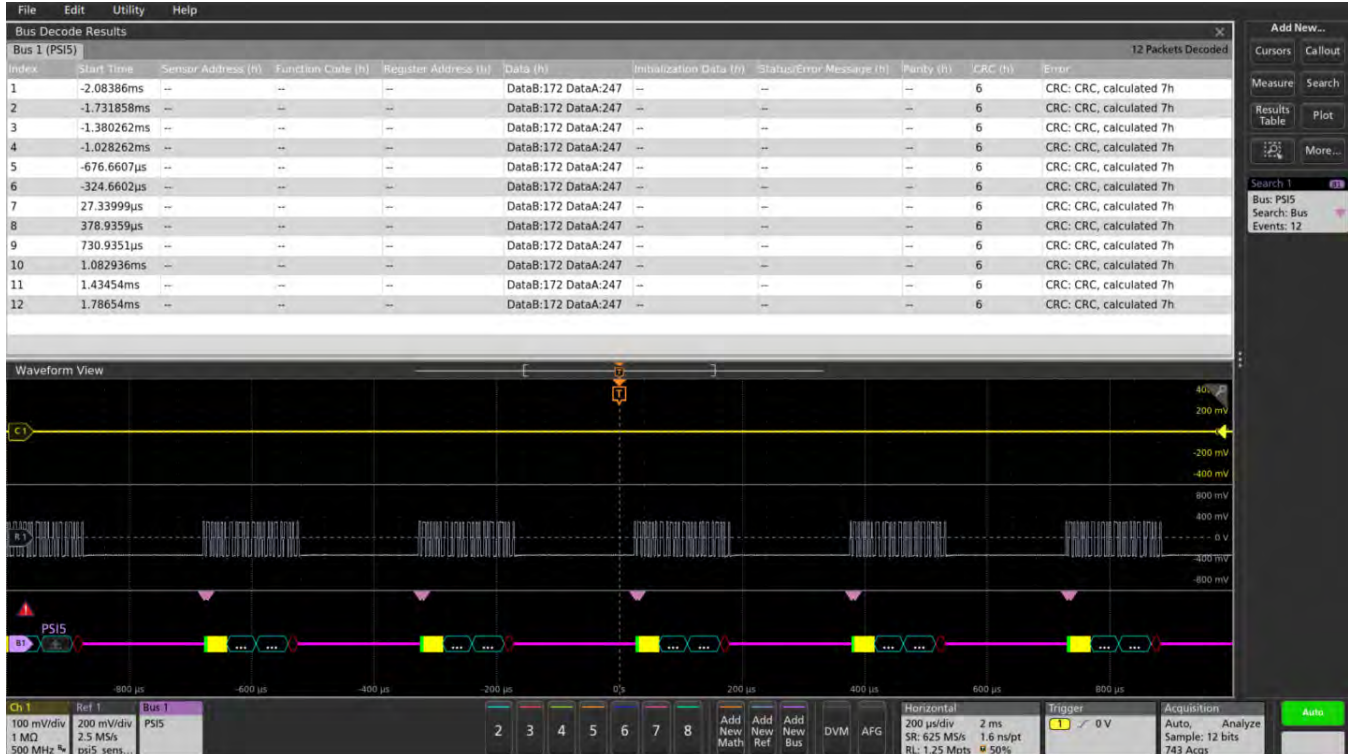 File Edit Utility Help
Bus Decode Results
Bus 1 (PSI5) 12 Packets Decoded
Index Start Time Sensor Address (h) Function Code (h) Register Address (h) Data (h) Initialization Data (h) Status/Error Message (h) Parity (h) CRC (h) Error
1 -2.08386ms -- -- -- DataB:172 DataA:247 -- -- -- 6 CRC: CRC, calculated 7h
2 -1.731858ms -- -- -- DataB:172 DataA:247 -- -- -- 6 CRC: CRC, calculated 7h
3 -1.380262ms -- -- -- DataB:172 DataA:247 -- -- -- 6 CRC: CRC, calculated 7h
4 -1.028262ms -- -- -- DataB:172 DataA:247 -- -- -- 6 CRC: CRC, calculated 7h
5 -676.6607µs -- -- -- DataB:172 DataA:247 -- -- -- 6 CRC: CRC, calculated 7h
6 -324.6602µs -- -- -- DataB:172 DataA:247 -- -- -- 6 CRC: CRC, calculated 7h
7 27.33999µs -- -- -- DataB:172 DataA:247 -- -- -- 6 CRC: CRC, calculated 7h
8 378.9359µs -- -- -- DataB:172 DataA:247 -- -- -- 6 CRC: CRC, calculated 7h
9 730.9351µs -- -- -- DataB:172 DataA:247 -- -- -- 6 CRC: CRC, calculated 7h
10 1.082936ms -- -- -- DataB:172 DataA:247 -- -- -- 6 CRC: CRC, calculated 7h
11 1.43454ms -- -- -- DataB:172 DataA:247 -- -- -- 6 CRC: CRC, calculated 7h
12 1.78654ms -- -- -- DataB:172 DataA:247 -- -- -- 6 CRC: CRC, calculated 7h
Add New...
Cursors Callout
Measure Search
Results Table Plot
More...
Search 1 B1
Bus: PSI5
Search: Bus
Events: 12
Waveform View
T
T
200 mV
C1
-200 mV
-400 mV
800 mV
400 mV
R1
0 V
-400 mV
-800 mV
PSI5
B1
... ... ... ... ... ... ... ... ... ...
-800 µs -600 µs -400 µs -200 µs 0 s 200 µs 400 µs 600 µs 800 µs
Ch 1
100 mV/div
1 MΩ
500 MHz
Ref 1
200 mV/div
2.5 MS/s
psi5_sens...
Bus 1
PSI5
2 3 4 5 6 7 8
Add New Math
Add New Ref
Add New Bus
DVM AFG
Horizontal
200 µs/div 2 ms
SR: 625 MS/s 1.6 ns/pt
RL: 1.25 Mpts 50%
Trigger
1 0 V
Acquisition
Auto, Analyze
Sample: 12 bits
743 Acqs
Auto